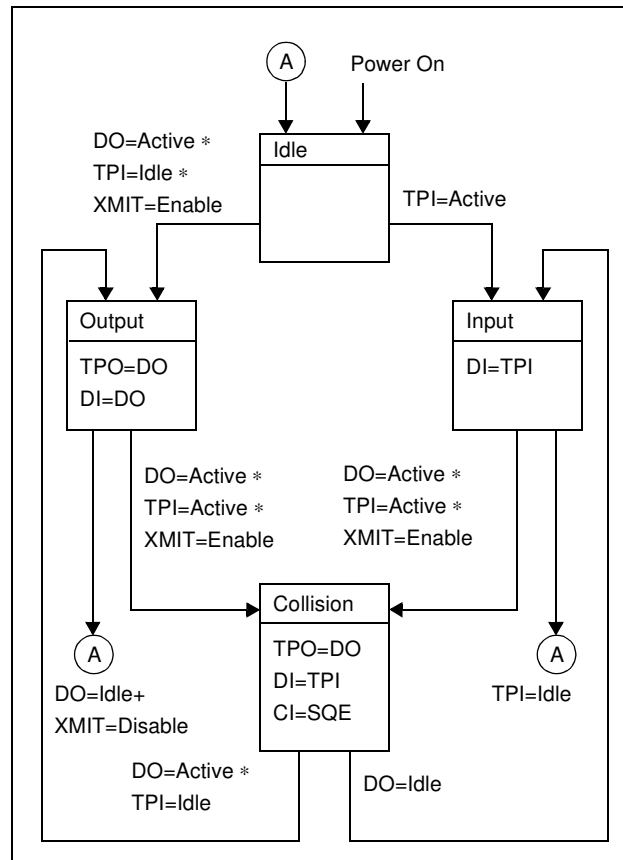 A
Power On
DO=Active *
TPI=Idle *
XMIT=Enable
Idle
TPI=Active
Output
TPO=DO
DI=DO
Input
DI=TPI
DO=Active *
TPI=Active *
XMIT=Enable
DO=Active *
TPI=Active *
XMIT=Enable
Collision
TPO=DO
DI=TPI
CI=SQE
A
DO=Idle+
XMIT=Disable
A
TPI=Idle
DO=Active *
TPI=Idle
DO=Idle